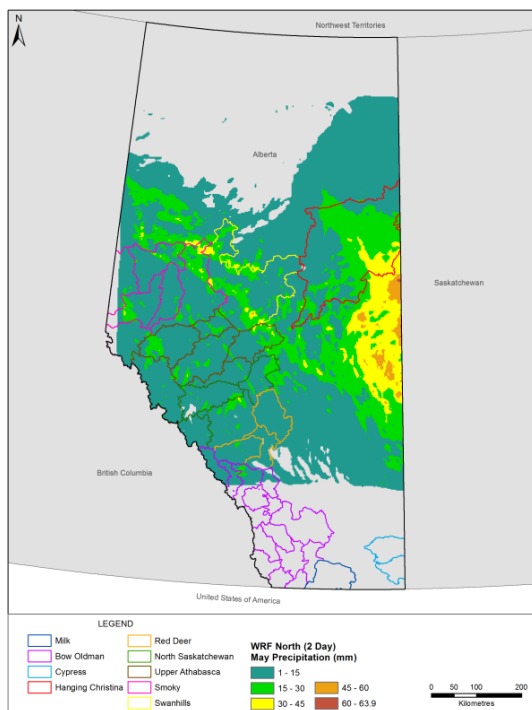 N
Northwest Territories
Alberta
Saskatchewan
British Columbia
United States of America
LEGEND
Milk
Bow Oldman
Cypress
Hanging Christina
Red Deer
North Saskatchewan
Upper Athabasca
Smoky
Swanhills
WRF North (2 Day)
May Precipitation (mm)
1 - 15
15 - 30
30 - 45
45 - 60
60 - 63.9
0 50 100 200
Kilometres